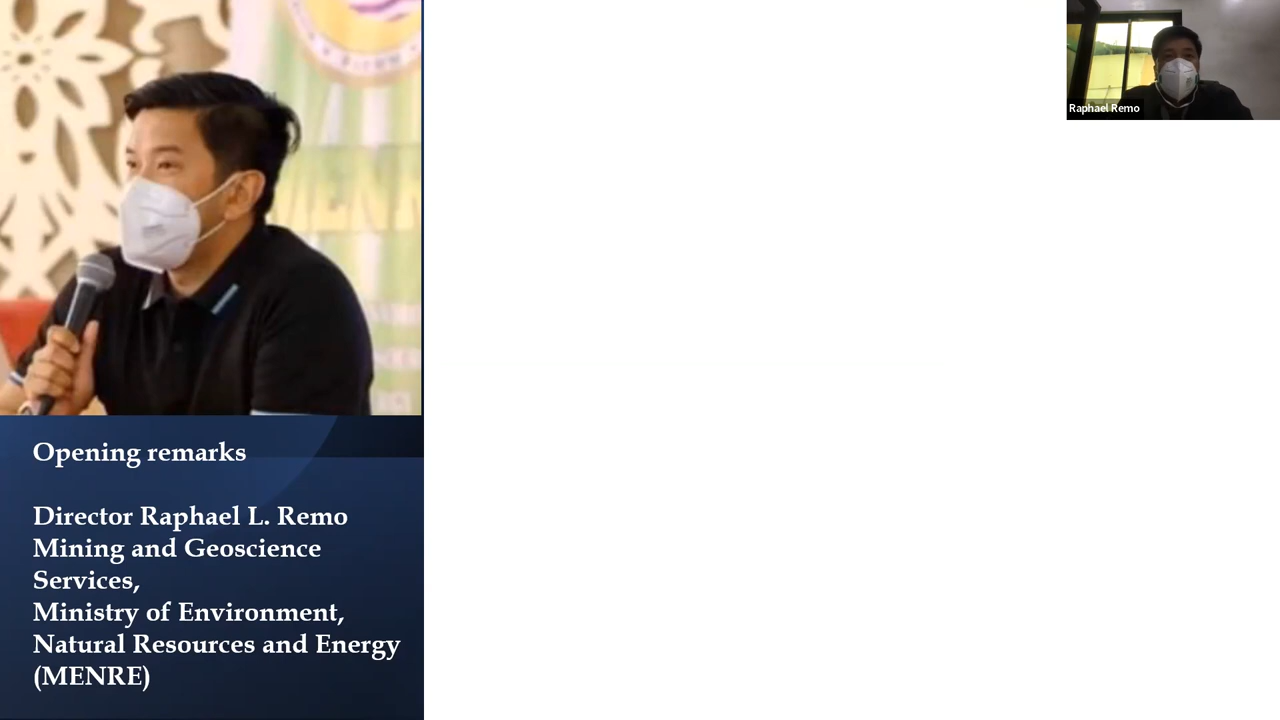 Raphael Remo
Opening remarks
Director Raphael L. Remo
Mining and Geoscience
Services,
Ministry of Environment,
Natural Resources and Energy
(MENRE)